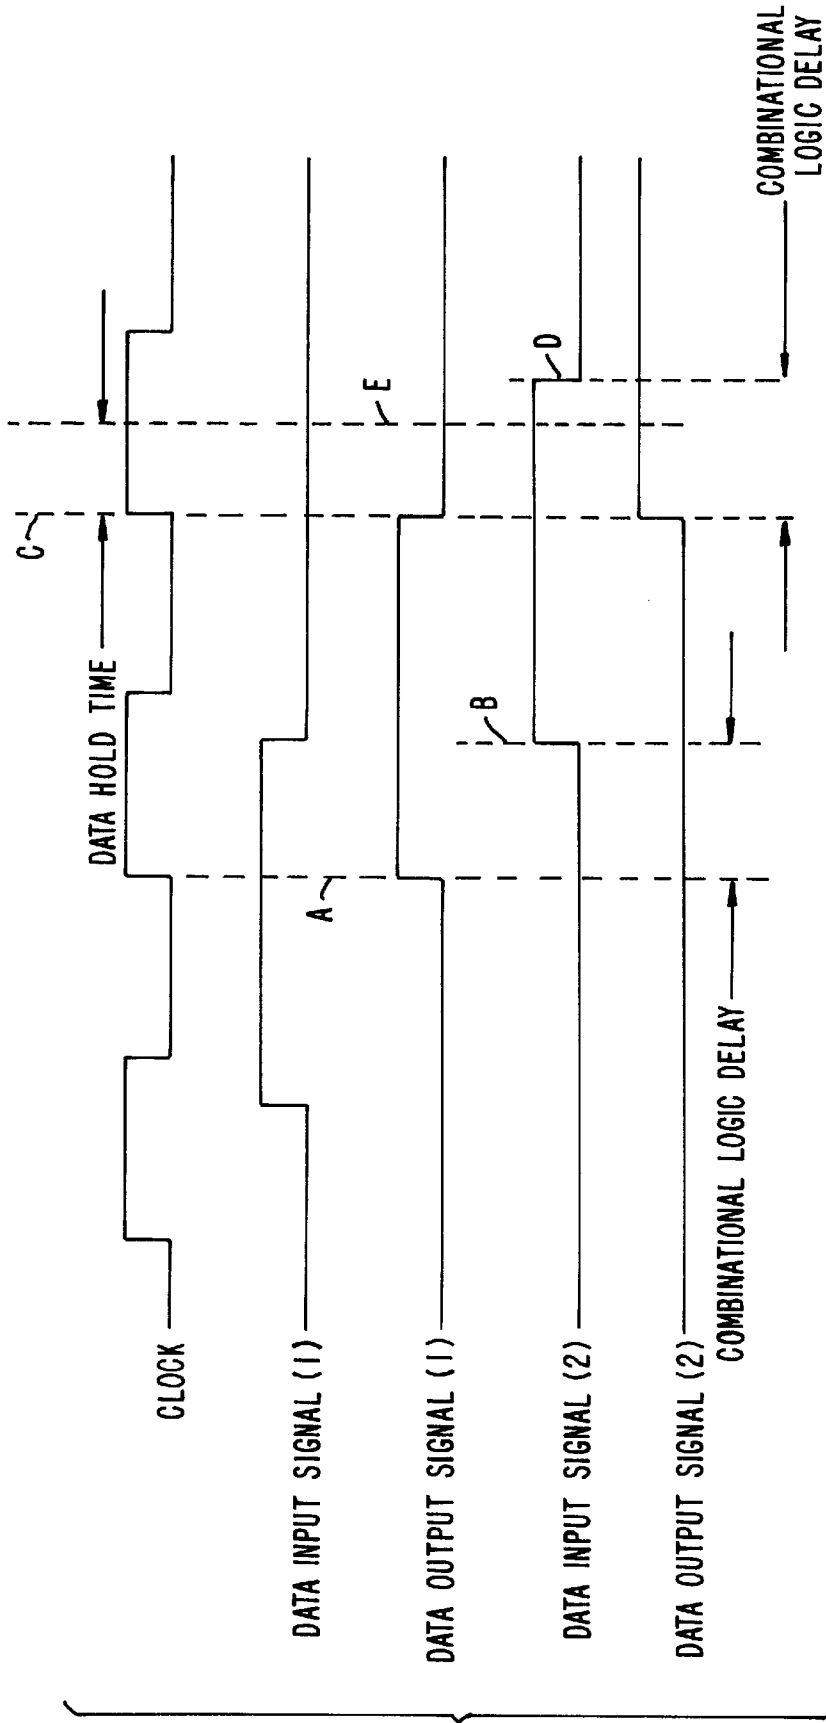 C
DATA HOLD TIME
E
D
B
A
CLOCK
DATA INPUT SIGNAL (1)
DATA OUTPUT SIGNAL (1)
DATA INPUT SIGNAL (2)
DATA OUTPUT SIGNAL (2)
COMBINATIONAL LOGIC DELAY
COMBINATIONAL
LOGIC DELAY